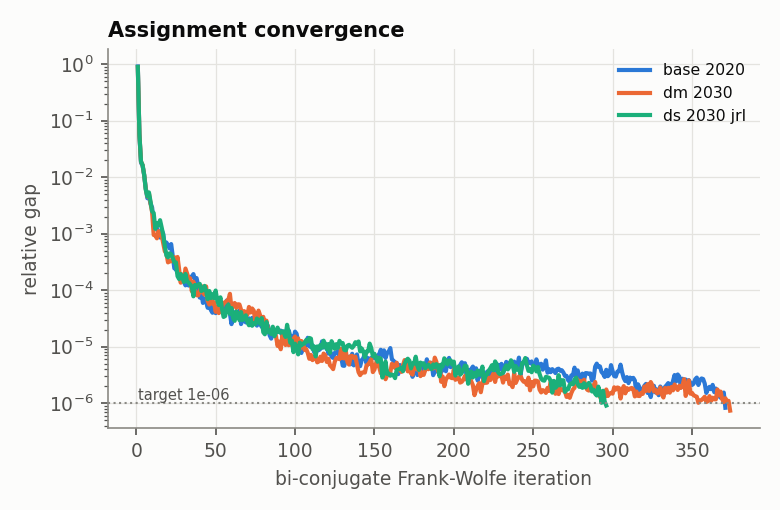 Assignment convergence
base 2020
dm 2030
ds 2030 jrl
relative gap
10⁰
10⁻¹
10⁻²
10⁻³
10⁻⁴
10⁻⁵
10⁻⁶
target 1e-06
0 50 100 150 200 250 300 350
bi-conjugate Frank-Wolfe iteration